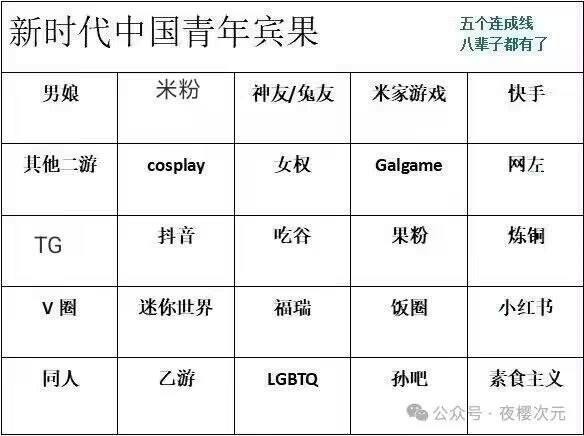 新时代中国青年宾果
五个连成线
八辈子都有了
男娘 米粉 神友/兔友 米家游戏 快手
其他二游 cosplay 女权 Galgame 网左
TG 抖音 吃谷 果粉 炼铜
V 圈 迷你世界 福瑞 饭圈 小红书
同人 乙游 LGBTQ 孙吧 素食主义
公众号·夜樱次元